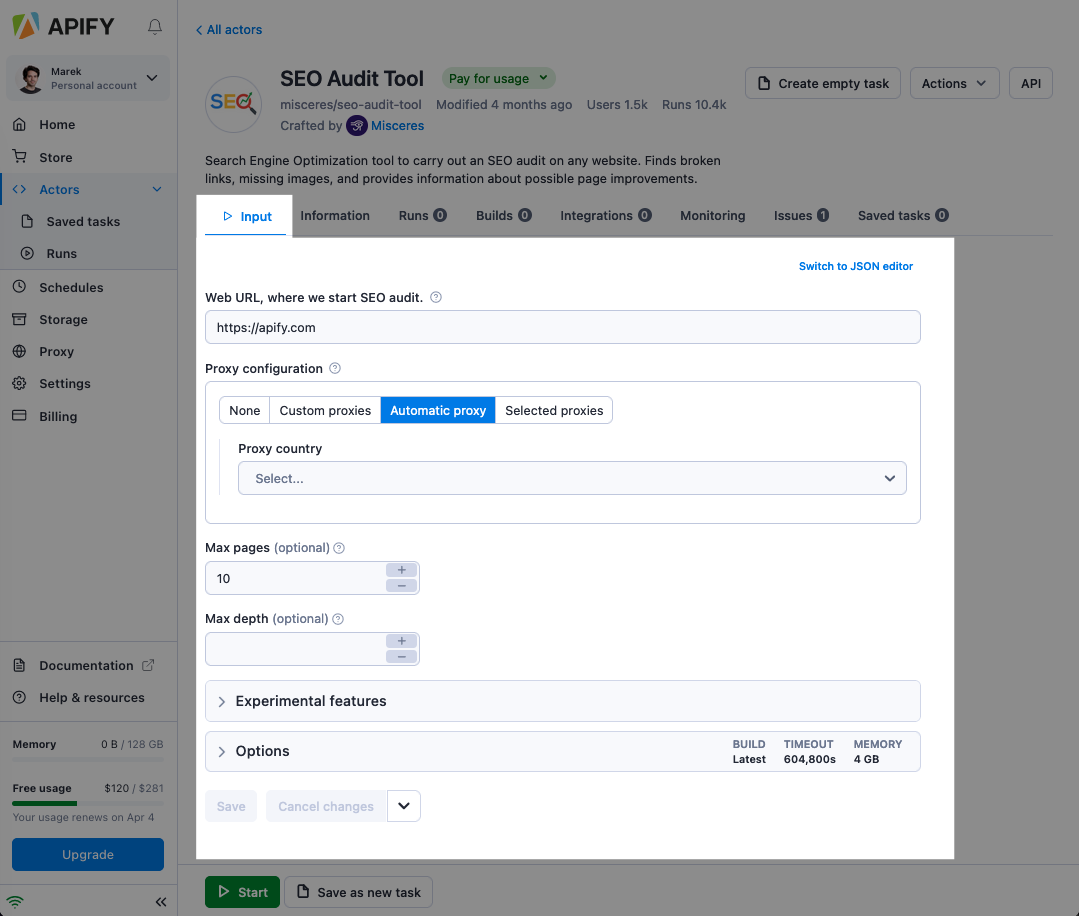 APIFY
Marek
Personal account
Home
Store
Actors
Saved tasks
Runs
Schedules
Storage
Proxy
Settings
Billing
Documentation
Help & resources
Memory 0 B / 128 GB
Free usage $120 / $281
Your usage renews on Apr 4
Upgrade
All actors
SEO
SEO Audit Tool Pay for usage
misceres/seo-audit-tool Modified 4 months ago Users 1.5k Runs 10.4k
Crafted by Misceres
Create empty task Actions API
Search Engine Optimization tool to carry out an SEO audit on any website. Finds broken
links, missing images, and provides information about possible page improvements.
Input Information Runs 0 Builds 0 Integrations 0 Monitoring Issues 1 Saved tasks 0
Switch to JSON editor
Web URL, where we start SEO audit.
https://apify.com
Proxy configuration
None Custom proxies Automatic proxy Selected proxies
Proxy country
Select...
Max pages (optional)
10
Max depth (optional)
Experimental features
Options BUILD TIMEOUT MEMORY
Latest 604,800s 4 GB
Save Cancel changes
Start Save as new task